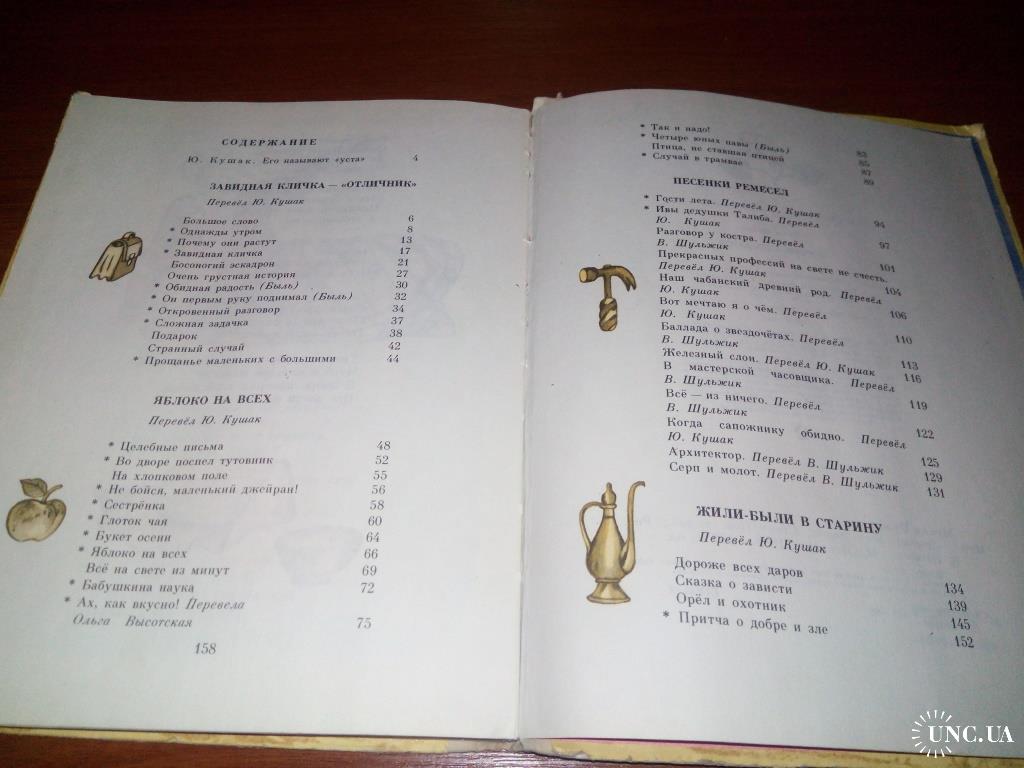 СОДЕРЖАНИЕ
Ю. Кушак. Его называют «уста» 4
ЗАВИДНАЯ КЛИЧКА — «ОТЛИЧНИК»
Перевёл Ю. Кушак
Большое слово 6
* Однажды утром 8
* Почему они растут 13
* Завидная кличка 17
Босоногий эскадрон 21
Очень грустная история 27
* Обидная радость (Быль) 30
* Он первым руку поднимал (Быль) 32
* Откровенный разговор 34
* Сложная задачка 37
Подарок 38
Странный случай 42
* Прощанье маленьких с большими 44
ЯБЛОКО НА ВСЕХ
Перевёл Ю. Кушак
* Целебные письма 48
* Во дворе поспел тутовник 52
На хлопковом поле 55
* Не бойся, маленький джейран! 56
* Сестрёнка 58
* Глоток чая 60
* Букет осени 64
* Яблоко на всех 66
Всё на свете из минут 69
* Бабушкина наука 72
* Ах, как вкусно! Перевела
Ольга Высотская 75
158
* Так и надо!
* Четыре юных павы (Быль) 83
Птица, не ставшая птицей 85
* Случай в трамвае 87
89
ПЕСЕНКИ РЕМЕСЕЛ
* Гости лета. Перевёл Ю. Кушак
* Ивы дедушки Талиба. Перевёл 94
Ю. Кушак
Разговор у костра. Перевёл 97
В. Шульжик
Прекрасных профессий на свете не счесть. 101
Перевёл Ю. Кушак
Наш чабанский древний род. Перевёл 104
Ю. Кушак
Вот мечтаю я о чём. Перевёл 106
Ю. Кушак
Баллада о звездочётах. Перевёл 110
В. Шульжик
Железный слон. Перевёл Ю. Кушак 113
В мастерской часовщика. Перевёл 116
В. Шульжик
Всё — из ничего. Перевёл 119
В. Шульжик
Когда сапожнику обидно. Перевёл 122
Ю. Кушак
Архитектор. Перевёл В. Шульжик 125
Серп и молот. Перевёл В. Шульжик 129
131
ЖИЛИ-БЫЛИ В СТАРИНУ
Перевёл Ю. Кушак
Дороже всех даров
Сказка о зависти 134
Орёл и охотник 139
* Притча о добре и зле 145
152
UNC.UA